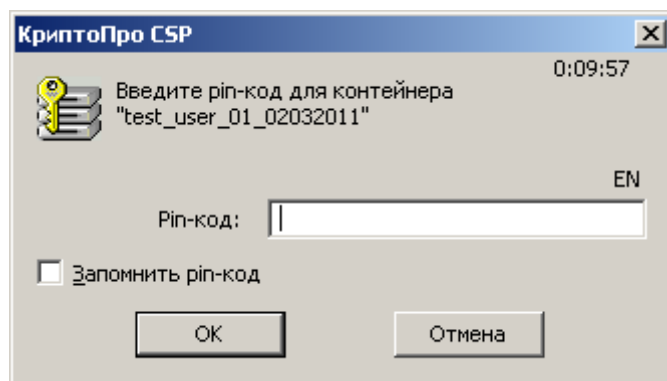 КриптоПро CSP
0:09:57
Введите pin-код для контейнера
"test_user_01_02032011"
EN
Pin-код:
Запомнить pin-код
OK
Отмена